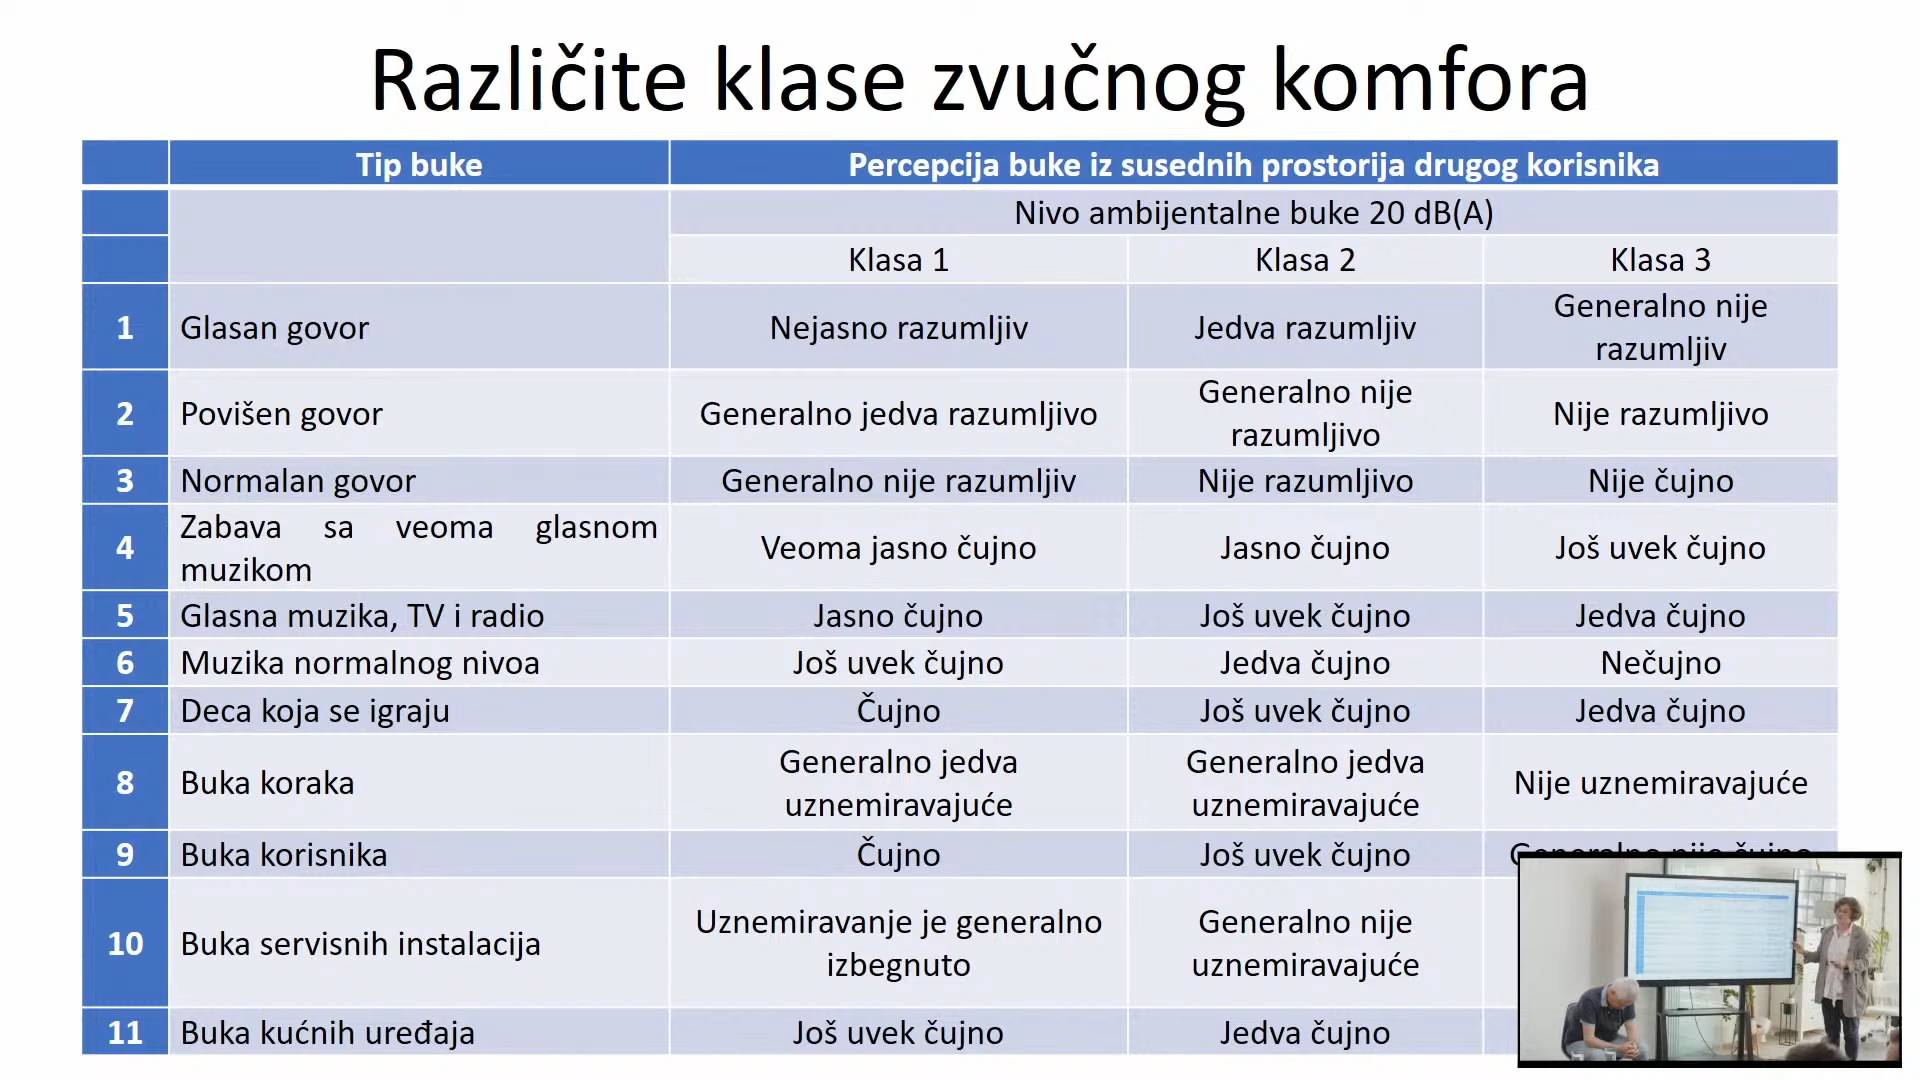 Različite klase zvučnog komfora
Tip buke
Percepcija buke iz susednih prostorija drugog korisnika
Nivo ambijentalne buke 20 dB(A)
Klasa 1
Klasa 2
Klasa 3
1
Glasan govor
Nejasno razumljiv
Jedva razumljiv
Generalno nije
razumljiv
2
Povišen govor
Generalno jedva razumljivo
Generalno nije
razumljivo
Nije razumljivo
3
Normalan govor
Generalno nije razumljiv
Nije razumljivo
Nije čujno
4
Zabava sa veoma glasnom
muzikom
Veoma jasno čujno
Jasno čujno
Još uvek čujno
5
Glasna muzika, TV i radio
Jasno čujno
Još uvek čujno
Jedva čujno
6
Muzika normalnog nivoa
Još uvek čujno
Jedva čujno
Nečujno
7
Deca koja se igraju
Čujno
Još uvek čujno
Jedva čujno
8
Buka koraka
Generalno jedva
uznemiravajuće
Generalno jedva
uznemiravajuće
Nije uznemiravajuće
9
Buka korisnika
Čujno
Još uvek čujno
Generalno nije čujno
10
Buka servisnih instalacija
Uznemiravanje je generalno
izbegnuto
Generalno nije
uznemiravajuće
11
Buka kućnih uređaja
Još uvek čujno
Jedva čujno